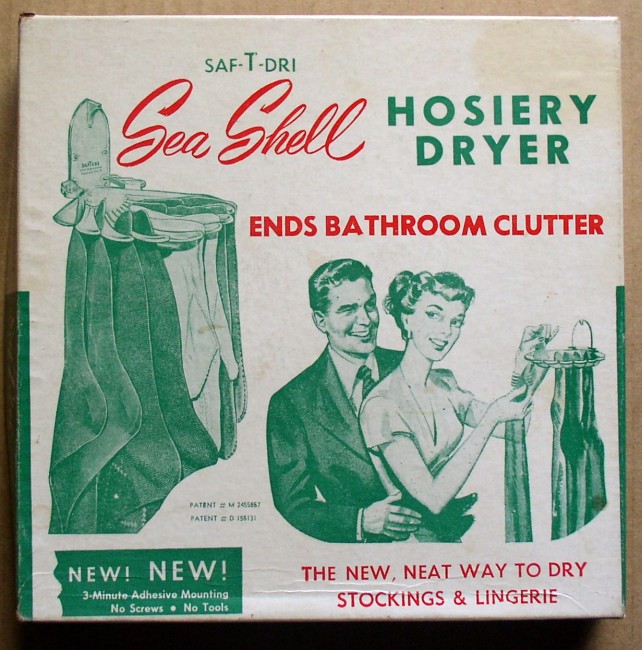 SAF-T-DRI
Sea Shell
HOSIERY
DRYER
ENDS BATHROOM CLUTTER
PATENT # M 2455867
PATENT # D 158131
NEW! NEW!
3-Minute Adhesive Mounting
No Screws • No Tools
THE NEW, NEAT WAY TO DRY
STOCKINGS & LINGERIE